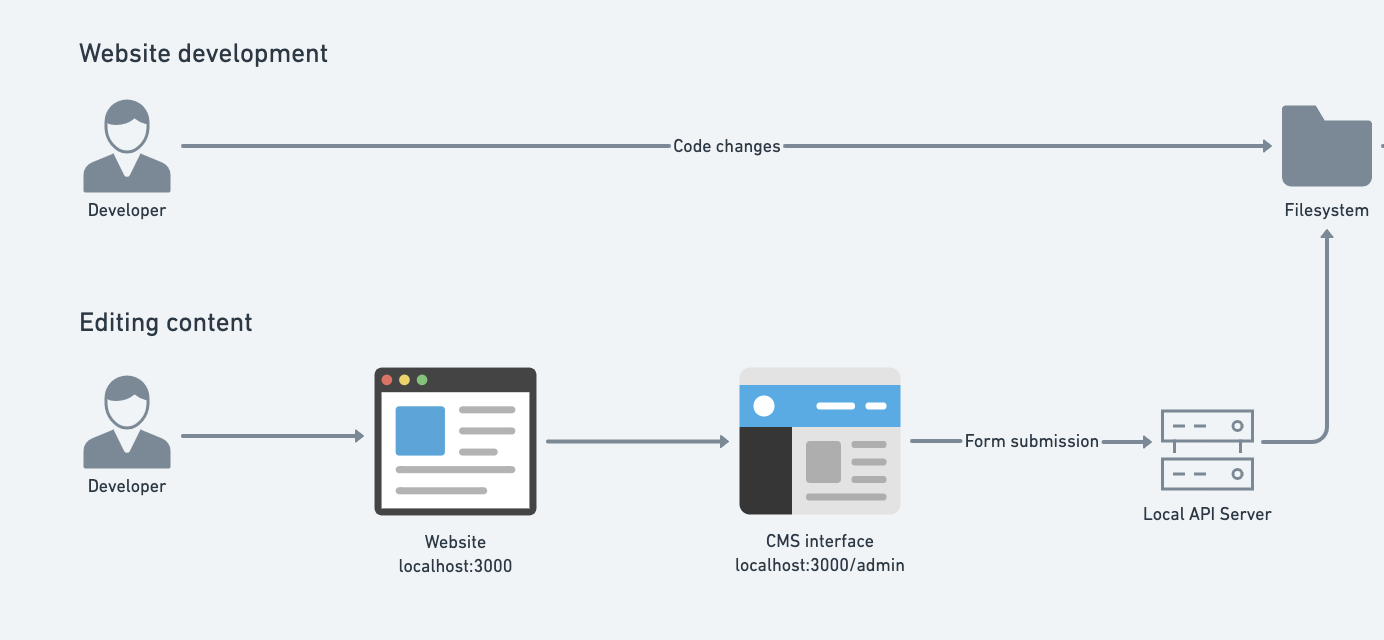 Website development
Code changes
Developer
Filesystem
Editing content
Form submission
Developer
Local API Server
Website
localhost:3000
CMS interface
localhost:3000/admin